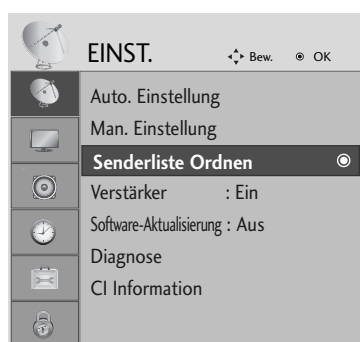 EINST. Bew. OK
Auto. Einstellung
Man. Einstellung
Senderliste Ordnen
Verstärker : Ein
Software-Aktualisierung : Aus
Diagnose
CI Information